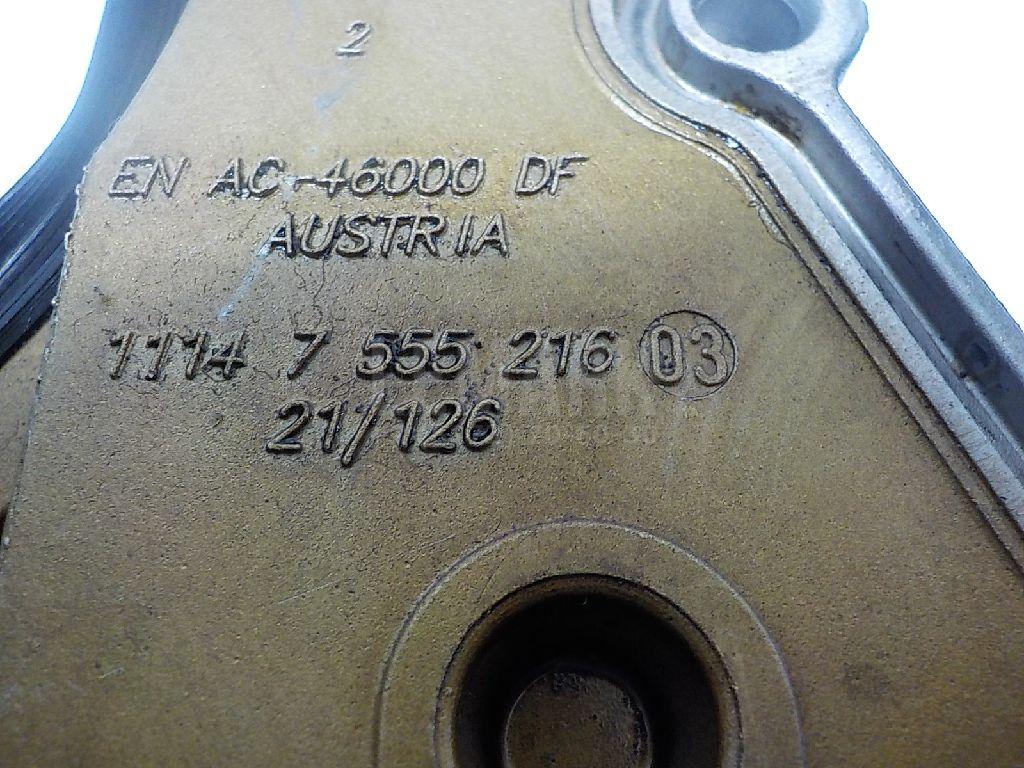 2
EN AC-46000 DF
AUSTRIA
1114 7 555 216 03
21/126